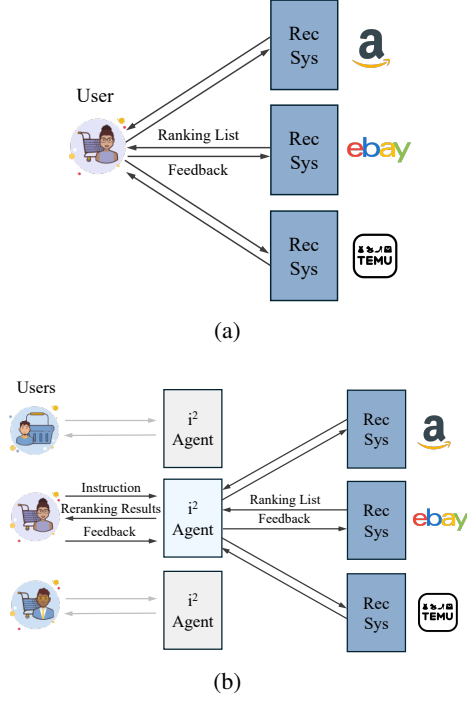 Rec
Sys
a
User
Ranking List
Feedback
Rec
Sys
ebay
Rec
Sys
TEMU
(a)
Users
i² 
Agent
Rec
Sys
a
Instruction
Reranking Results
Feedback
i²
Agent
Ranking List
Feedback
Rec
Sys
ebay
i²
Agent
Rec
Sys
TEMU
(b)